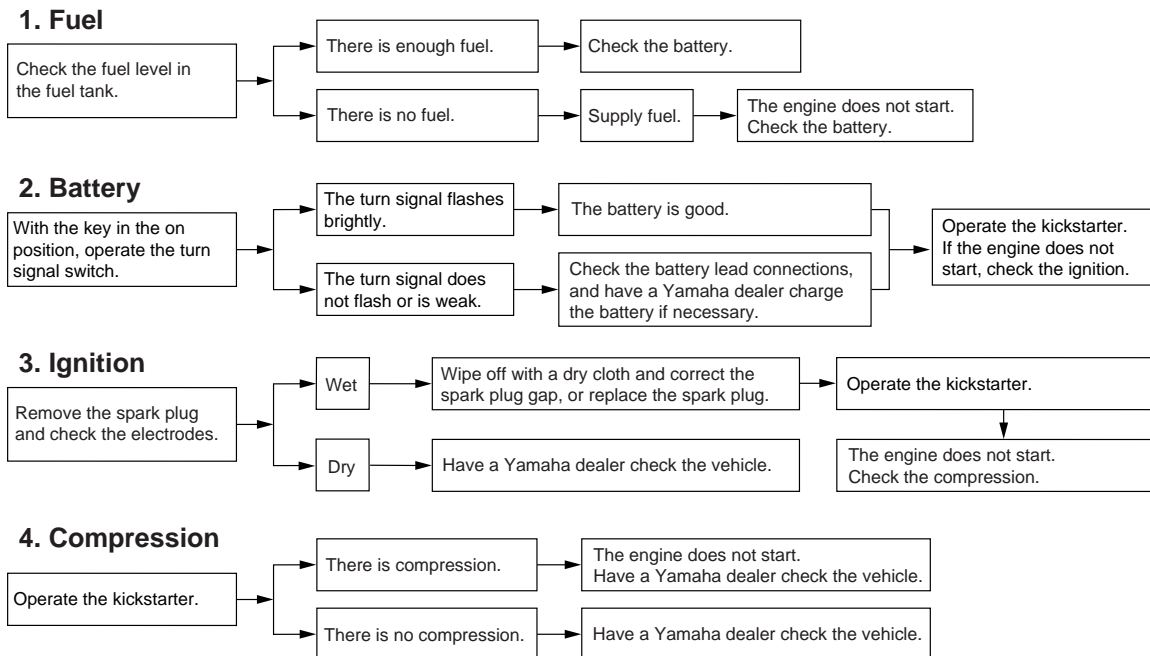 1. Fuel
Check the fuel level in
the fuel tank.
There is enough fuel.
Check the battery.
There is no fuel.
Supply fuel.
The engine does not start.
Check the battery.
2. Battery
With the key in the on
position, operate the turn
signal switch.
The turn signal flashes
brightly.
The battery is good.
The turn signal does
not flash or is weak.
Check the battery lead connections,
and have a Yamaha dealer charge
the battery if necessary.
Operate the kickstarter.
If the engine does not
start, check the ignition.
3. Ignition
Remove the spark plug
and check the electrodes.
Wet
Wipe off with a dry cloth and correct the
spark plug gap, or replace the spark plug.
Operate the kickstarter.
Dry
Have a Yamaha dealer check the vehicle.
The engine does not start.
Check the compression.
4. Compression
Operate the kickstarter.
There is compression.
The engine does not start.
Have a Yamaha dealer check the vehicle.
There is no compression.
Have a Yamaha dealer check the vehicle.